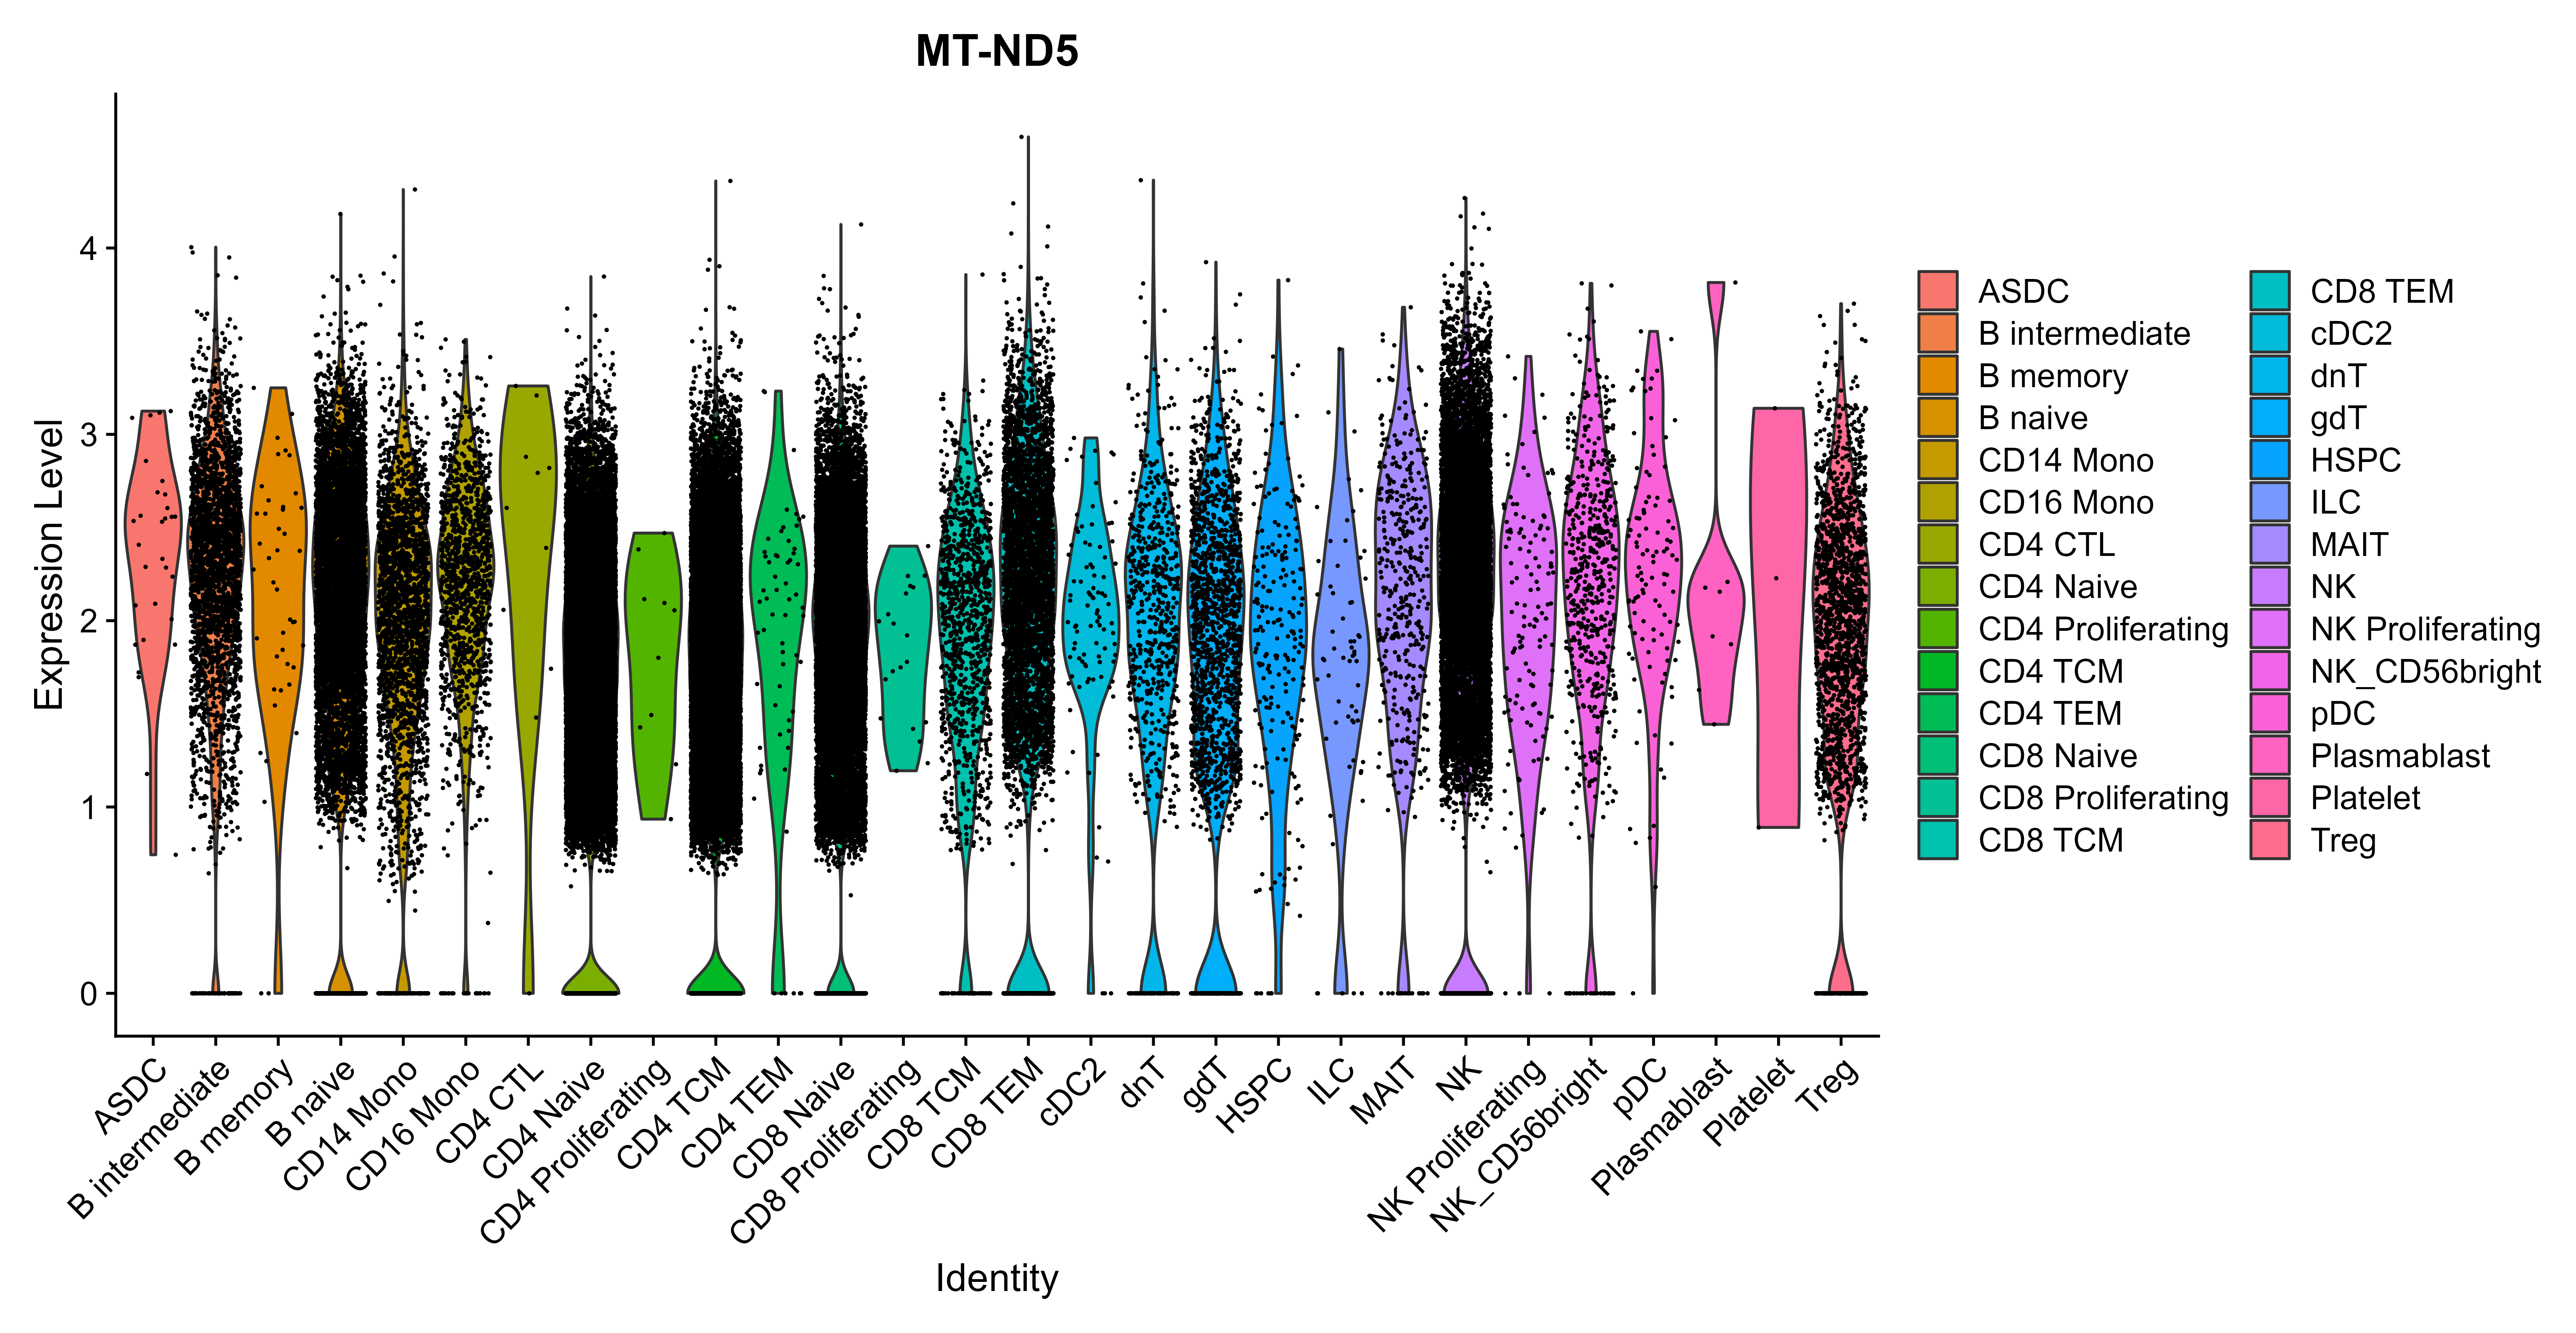 MT-ND5
Expression Level
4
3
2
1
0
ASDC
B intermediate
B memory
B naive
CD14 Mono
CD16 Mono
CD4 CTL
CD4 Naive
CD4 Proliferating
CD4 TCM
CD4 TEM
CD8 Naive
CD8 Proliferating
CD8 TCM
CD8 TEM
cDC2
dnT
gdT
HSPC
ILC
MAIT
NK
NK Proliferating
NK_CD56bright
pDC
Plasmablast
Platelet
Treg
Identity
ASDC
B intermediate
B memory
B naive
CD14 Mono
CD16 Mono
CD4 CTL
CD4 Naive
CD4 Proliferating
CD4 TCM
CD4 TEM
CD8 Naive
CD8 Proliferating
CD8 TCM
CD8 TEM
cDC2
dnT
gdT
HSPC
ILC
MAIT
NK
NK Proliferating
NK_CD56bright
pDC
Plasmablast
Platelet
Treg